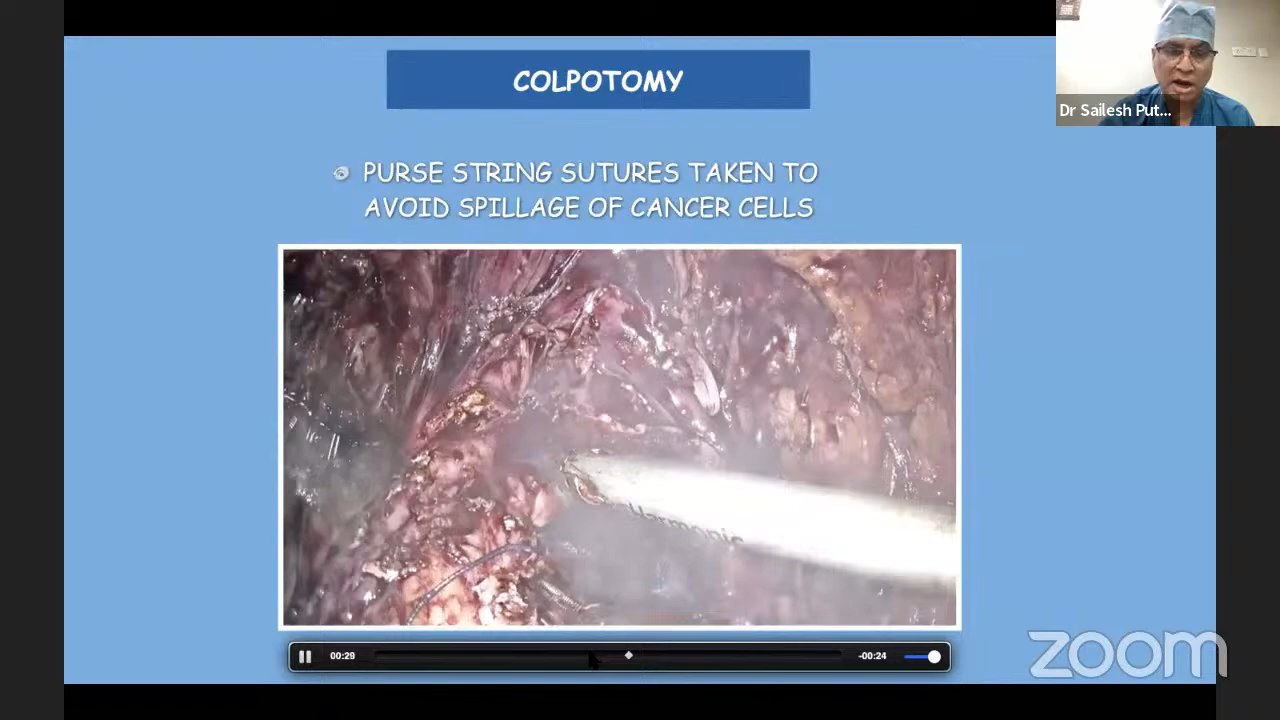 COLPOTOMY
Dr Sailesh Put...
PURSE STRING SUTURES TAKEN TO
AVOID SPILLAGE OF CANCER CELLS
Harmonic
00:29
-00:24
zoom